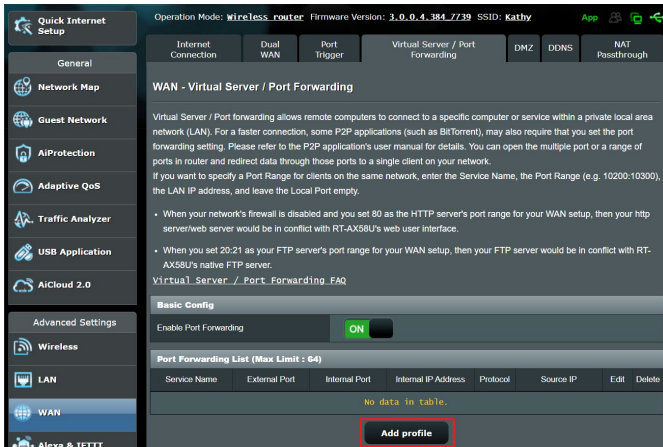 Quick Internet
Setup
General
Network Map
Guest Network
AiProtection
Adaptive QoS
Traffic Analyzer
USB Application
AiCloud 2.0
Advanced Settings
Wireless
LAN
WAN
Alexa & IFTTT
Operation Mode: Wireless router Firmware Version: 3.0.0.4.384_7739 SSID: Kathy
App
Internet
Connection
Dual
WAN
Port
Trigger
Virtual Server / Port
Forwarding
DMZ
DDNS
NAT
Passthrough
WAN - Virtual Server / Port Forwarding
Virtual Server / Port forwarding allows remote computers to connect to a specific computer or service within a private local area
network (LAN). For a faster connection, some P2P applications (such as BitTorrent), may also require that you set the port
forwarding setting. Please refer to the P2P application's user manual for details. You can open the multiple port or a range of
ports in router and redirect data through those ports to a single client on your network.
If you want to specify a Port Range for clients on the same network, enter the Service Name, the Port Range (e.g. 10200:10300),
the LAN IP address, and leave the Local Port empty.
• When your network's firewall is disabled and you set 80 as the HTTP server's port range for your WAN setup, then your http
server/web server would be in conflict with RT-AX58U's web user interface.
• When you set 20:21 as your FTP server's port range for your WAN setup, then your FTP server would be in conflict with RT-
AX58U's native FTP server.
Virtual Server / Port Forwarding FAQ
Basic Config
Enable Port Forwarding ON
Port Forwarding List (Max Limit : 64)
Service Name External Port Internal Port Internal IP Address Protocol Source IP Edit Delete
No data in table.
Add profile